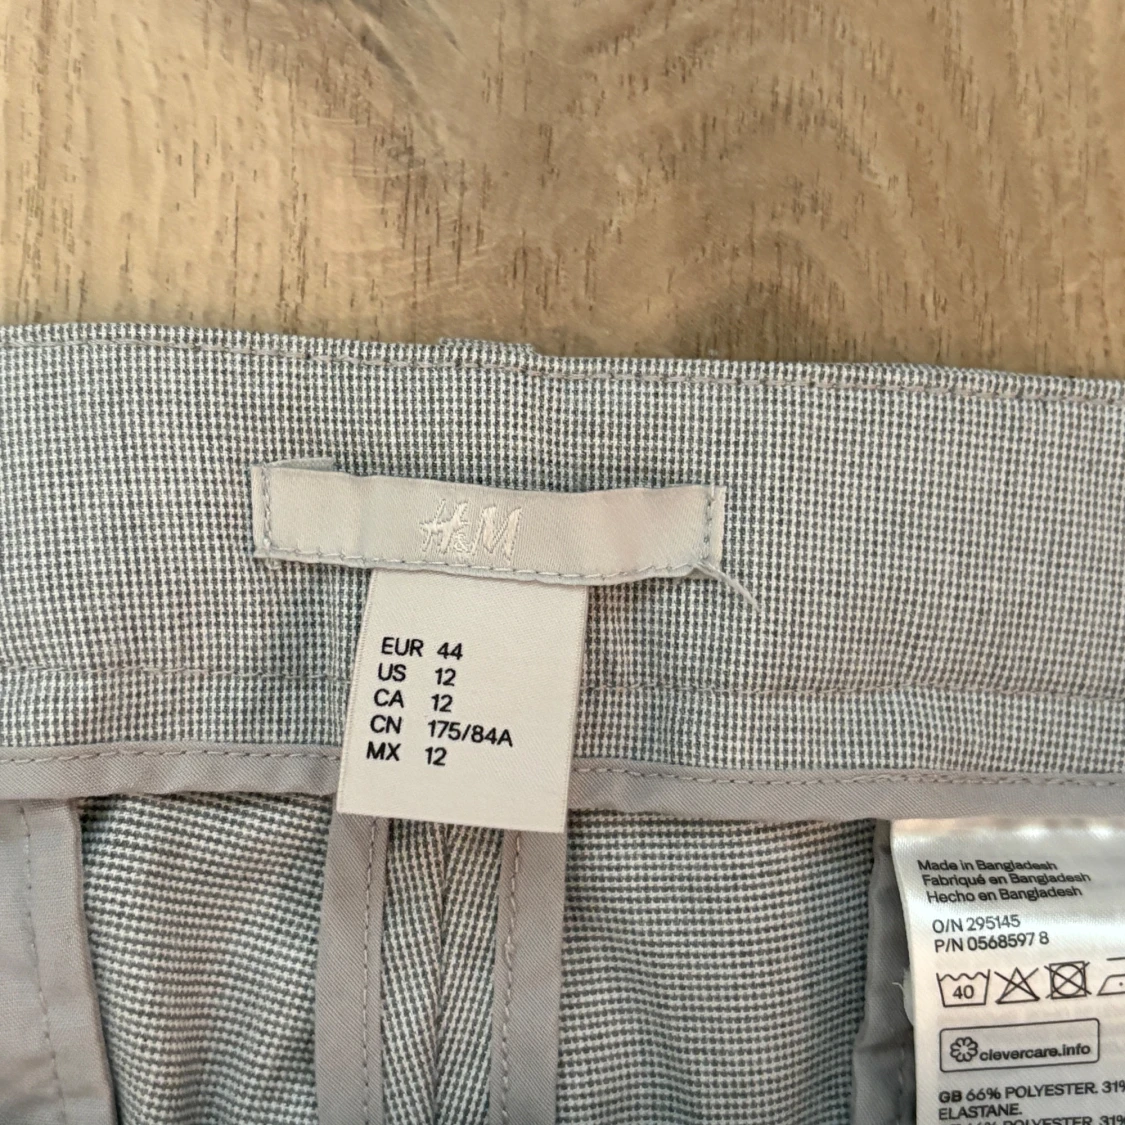 H&M
EUR 44
US 12
CA 12
CN 175/84A
MX 12
Made in Bangladesh
Fabriqué en Bangladesh
Hecho en Bangladesh
O/N 295145
P/N 0568597 8
40
clevercare.info
GB 66% POLYESTER. 31%
ELASTANE.